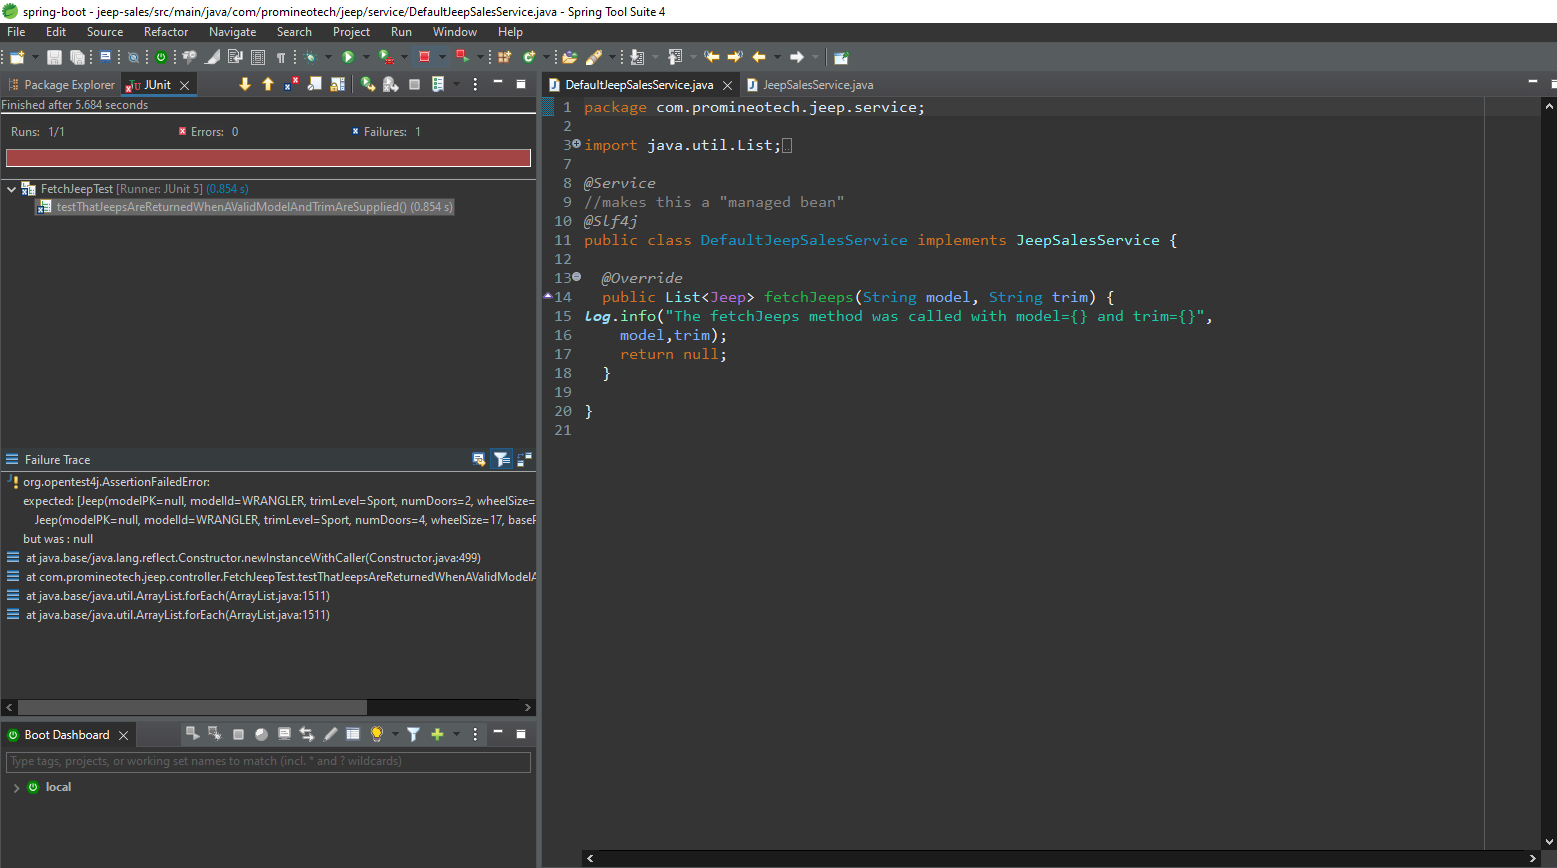 spring-boot - jeep-sales/src/main/java/com/promineotech/jeep/service/DefaultJeepSalesService.java - Spring Tool Suite 4
File Edit Source Refactor Navigate Search Project Run Window Help
Package Explorer JUnit
Finished after 5.684 seconds
Runs: 1/1 Errors: 0 Failures: 1
FetchJeepTest [Runner: JUnit 5] (0.854 s)
testThatJeepsAreReturnedWhenAValidModelAndTrimAreSupplied() (0.854 s)
Failure Trace
org.opentest4j.AssertionFailedError:
expected: [Jeep(modelPK=null, modelId=WRANGLER, trimLevel=Sport, numDoors=2, wheelSize=
Jeep(modelPK=null, modelId=WRANGLER, trimLevel=Sport, numDoors=4, wheelSize=17, baseP
but was : null
at java.base/java.lang.reflect.Constructor.newInstanceWithCaller(Constructor.java:499)
at com.promineotech.jeep.controller.FetchJeepTest.testThatJeepsAreReturnedWhenAValidModelA
at java.base/java.util.ArrayList.forEach(ArrayList.java:1511)
at java.base/java.util.ArrayList.forEach(ArrayList.java:1511)
Boot Dashboard
Type tags, projects, or working set names to match (incl. * and ? wildcards)
local
DefaultJeepSalesService.java JeepSalesService.java
1 package com.promineotech.jeep.service;
2
3 import java.util.List;
7
8 @Service
9 //makes this a "managed bean"
10 @Slf4j
11 public class DefaultJeepSalesService implements JeepSalesService {
12
13 @Override
14 public List<Jeep> fetchJeeps(String model, String trim) {
15 log.info("The fetchJeeps method was called with model={} and trim={}",
16 model,trim);
17 return null;
18 }
19
20 }
21